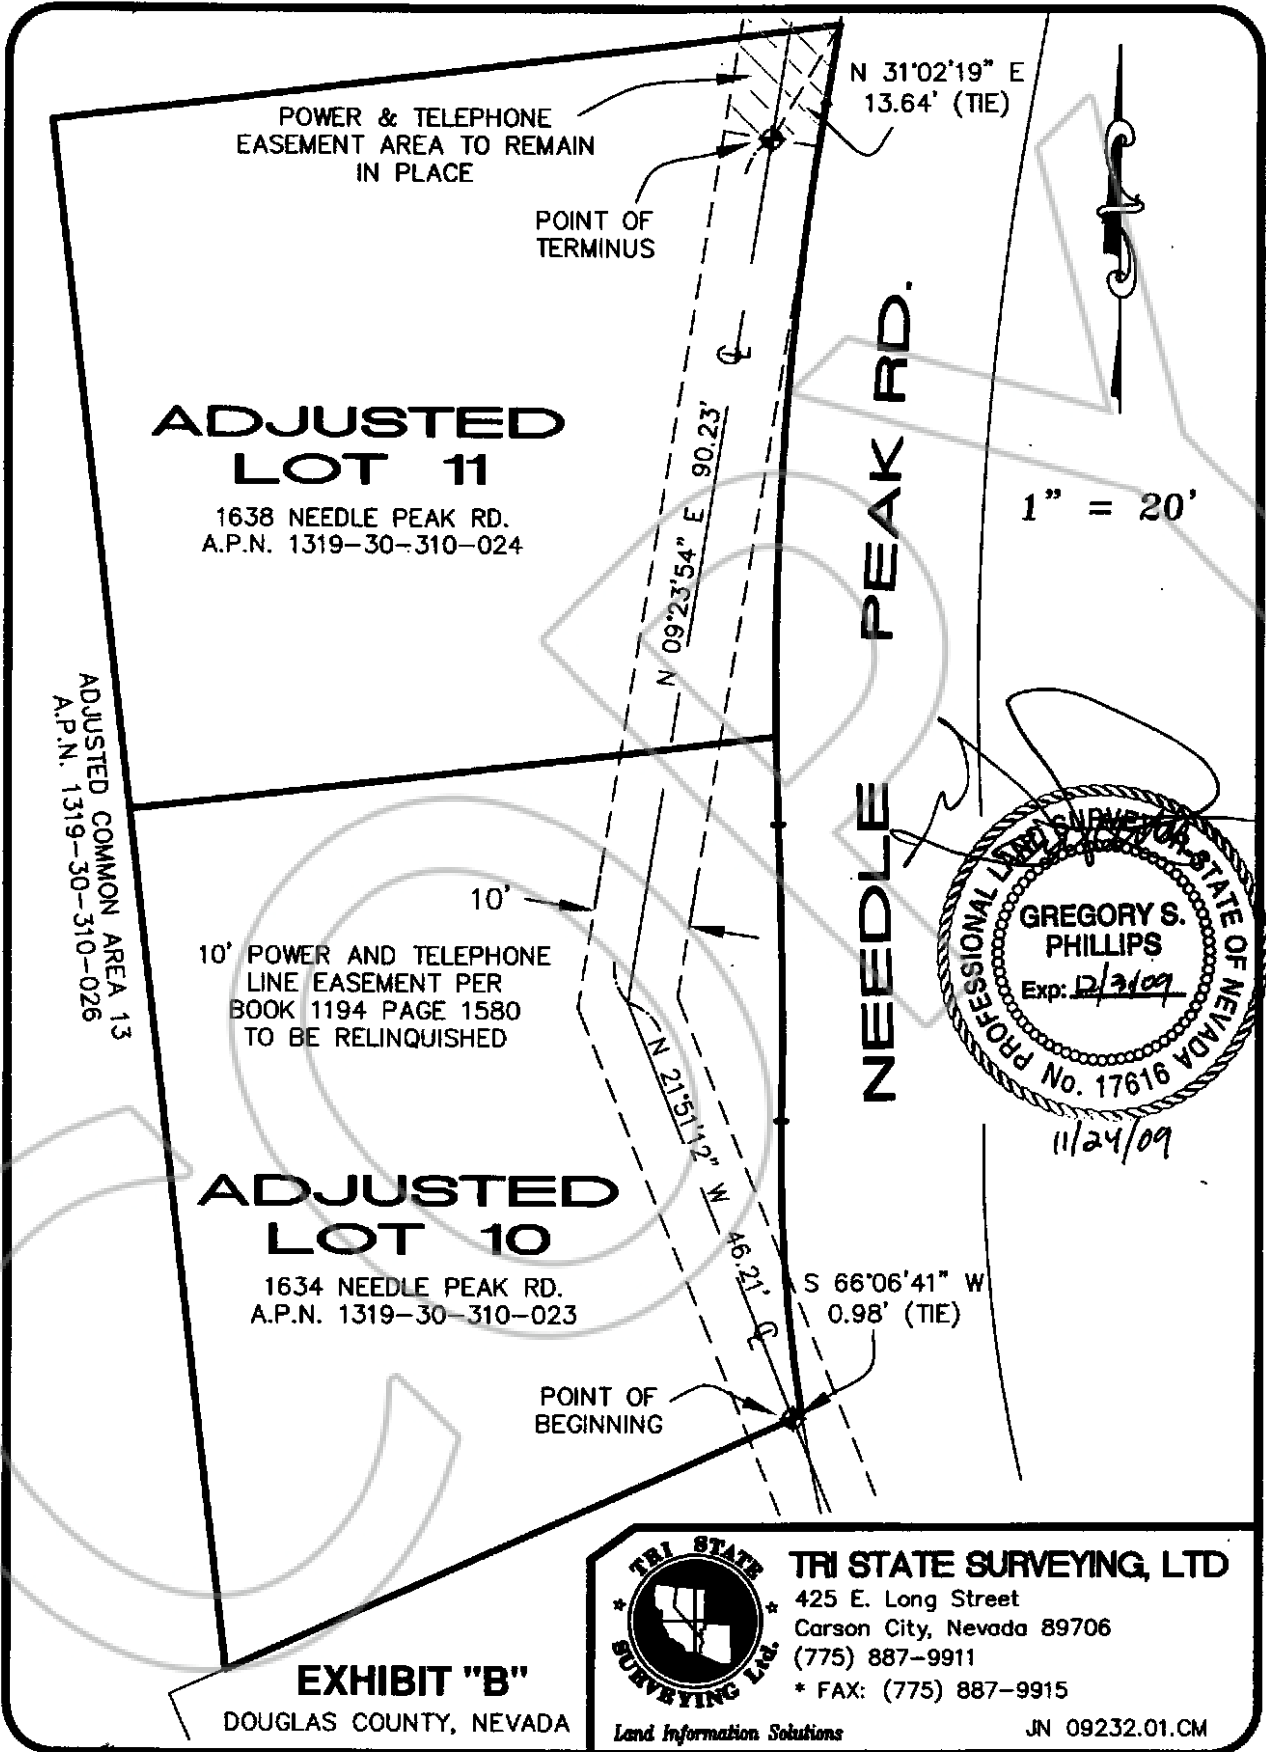 N 31°02'19" E
13.64' (TIE)
POWER & TELEPHONE
EASEMENT AREA TO REMAIN
IN PLACE
POINT OF
TERMINUS
NEEDLE PEAK RD.
1" = 20'
ADJUSTED
LOT 11
1638 NEEDLE PEAK RD.
A.P.N. 1319-30-310-024
N 09°23'54" E 90.23'
ADJUSTED COMMON AREA 13
A.P.N. 1319-30-310-026
10'
10' POWER AND TELEPHONE
LINE EASEMENT PER
BOOK 1194 PAGE 1580
TO BE RELINQUISHED
N 21°51'12" W 46.21'
PROFESSIONAL LAND SURVEYOR-STATE OF NEVADA
GREGORY S.
PHILLIPS
Exp:
No. 17616
11/24/09
ADJUSTED
LOT 10
1634 NEEDLE PEAK RD.
A.P.N. 1319-30-310-023
S 66°06'41" W
0.98' (TIE)
POINT OF
BEGINNING
EXHIBIT "B"
DOUGLAS COUNTY, NEVADA
TRI STATE
SURVEYING Ltd.
Land Information Solutions
TRI STATE SURVEYING, LTD
425 E. Long Street
Carson City, Nevada 89706
(775) 887-9911
* FAX: (775) 887-9915
JN 09232.01.CM
COPY